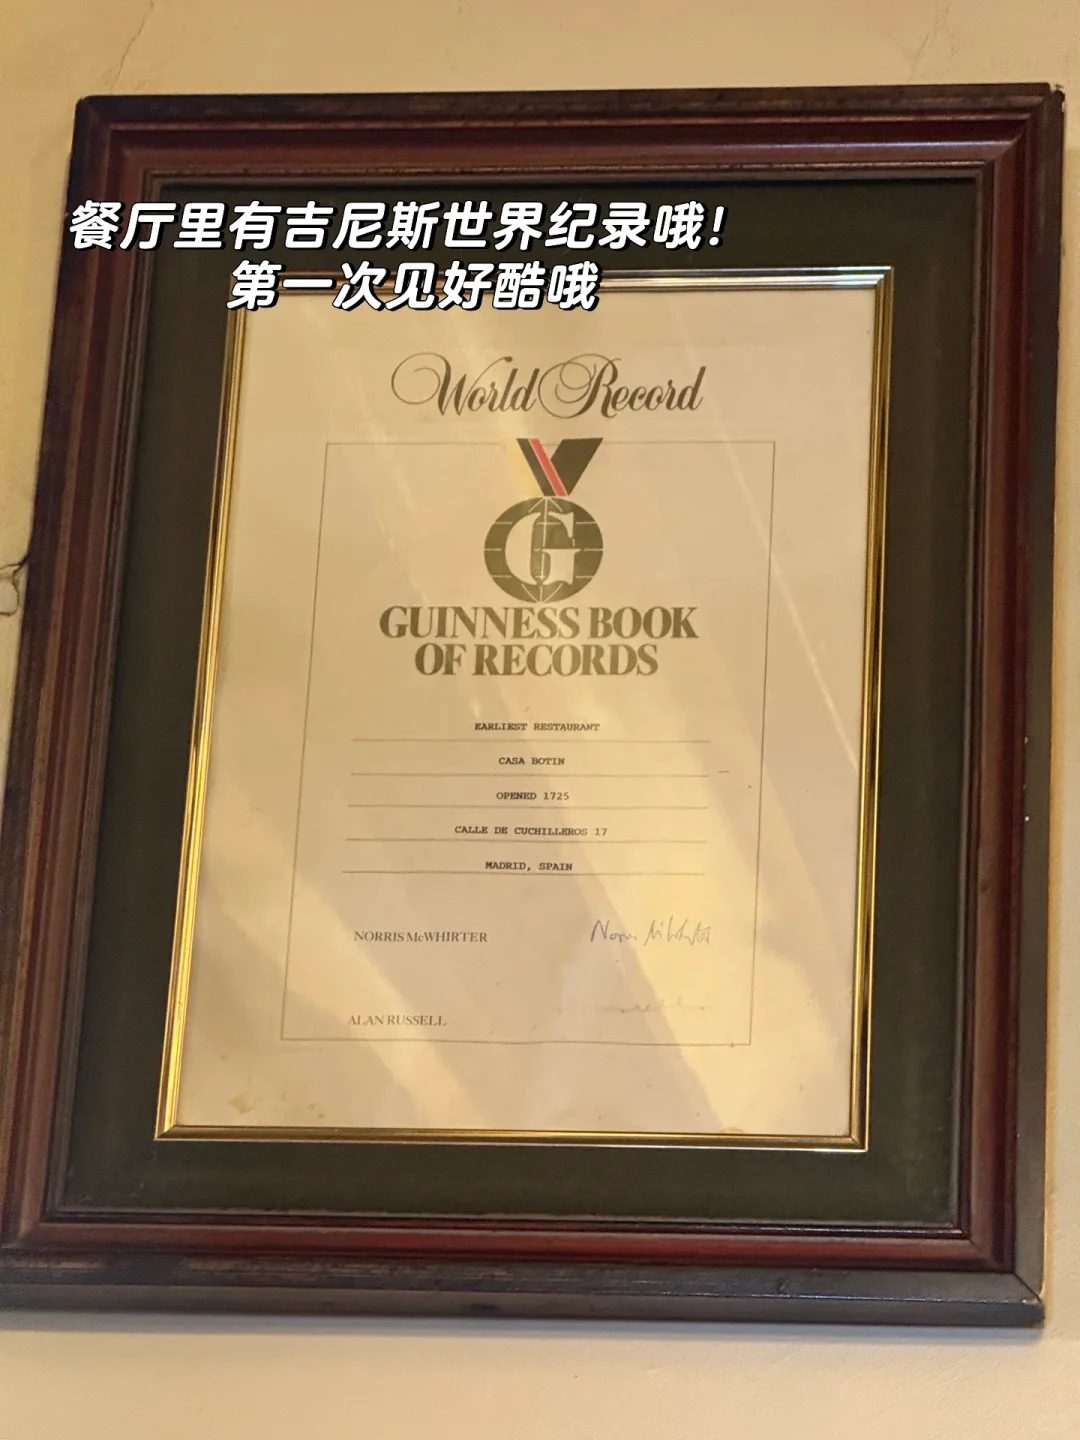 餐厅里有吉尼斯世界纪录哦！
第一次见好酷哦
World Record
G
GUINNESS BOOK
OF RECORDS
EARLIEST RESTAURANT
CASA BOTIN
OPENED 1725
CALLE DE CUCHILLEROS 17
MADRID, SPAIN
NORRIS McWHIRTER
ALAN RUSSELL